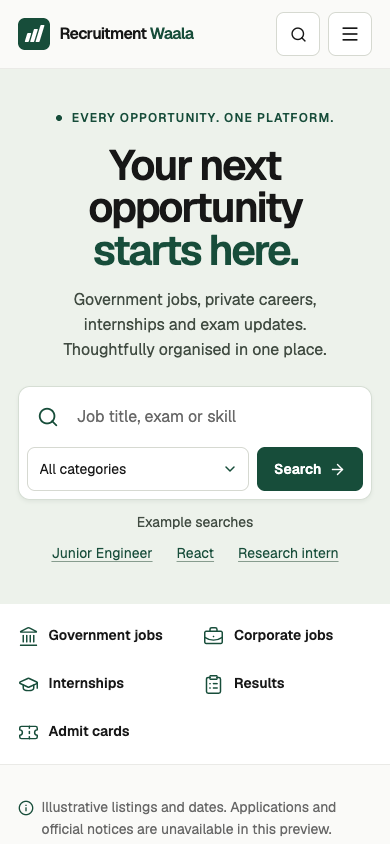 Recruitment Waala
EVERY OPPORTUNITY. ONE PLATFORM.
Your next
opportunity
starts here.
Government jobs, private careers,
internships and exam updates.
Thoughtfully organised in one place.
Job title, exam or skill
All categories
Search →
Example searches
Junior Engineer React Research intern
Government jobs Corporate jobs
Internships Results
Admit cards
Illustrative listings and dates. Applications and
official notices are unavailable in this preview.